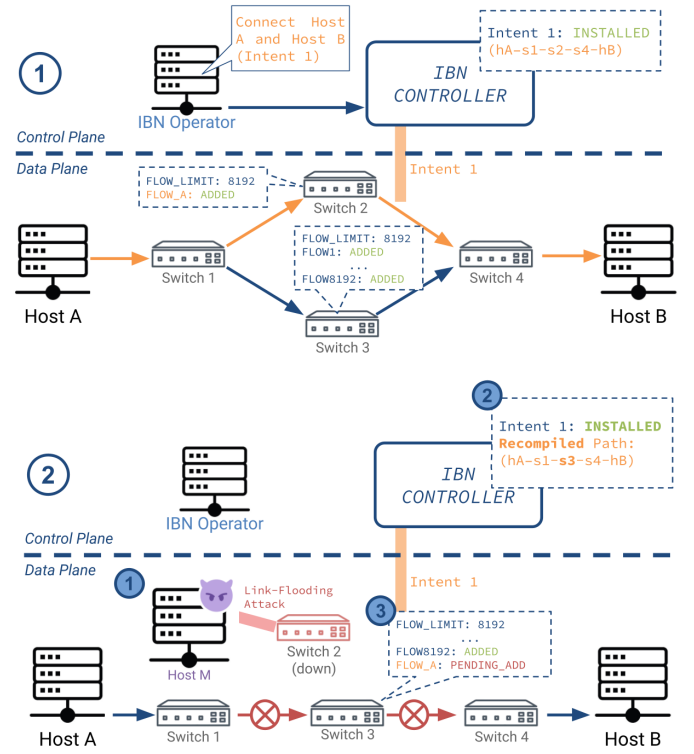 Connect Host
A and Host B
(Intent 1)
Intent 1: INSTALLED
(hA-s1-s2-s4-hB)
1
IBN
CONTROLLER
IBN Operator
Control Plane
Data Plane
Intent 1
FLOW_LIMIT: 8192
FLOW_A: ADDED
Switch 2
FLOW_LIMIT: 8192
FLOW1: ADDED
...
FLOW8192: ADDED
Switch 1
Switch 4
Host A
Host B
Switch 3
2
Intent 1: INSTALLED
Recompiled Path:
(hA-s1-s3-s4-hB)
2
IBN
CONTROLLER
IBN Operator
Control Plane
Data Plane
1
Intent 1
Link-Flooding
Attack
3
FLOW_LIMIT: 8192
...
FLOW8192: ADDED
FLOW_A: PENDING_ADD
Switch 2
(down)
Host M
Host A
Switch 1
Switch 3
Switch 4
Host B